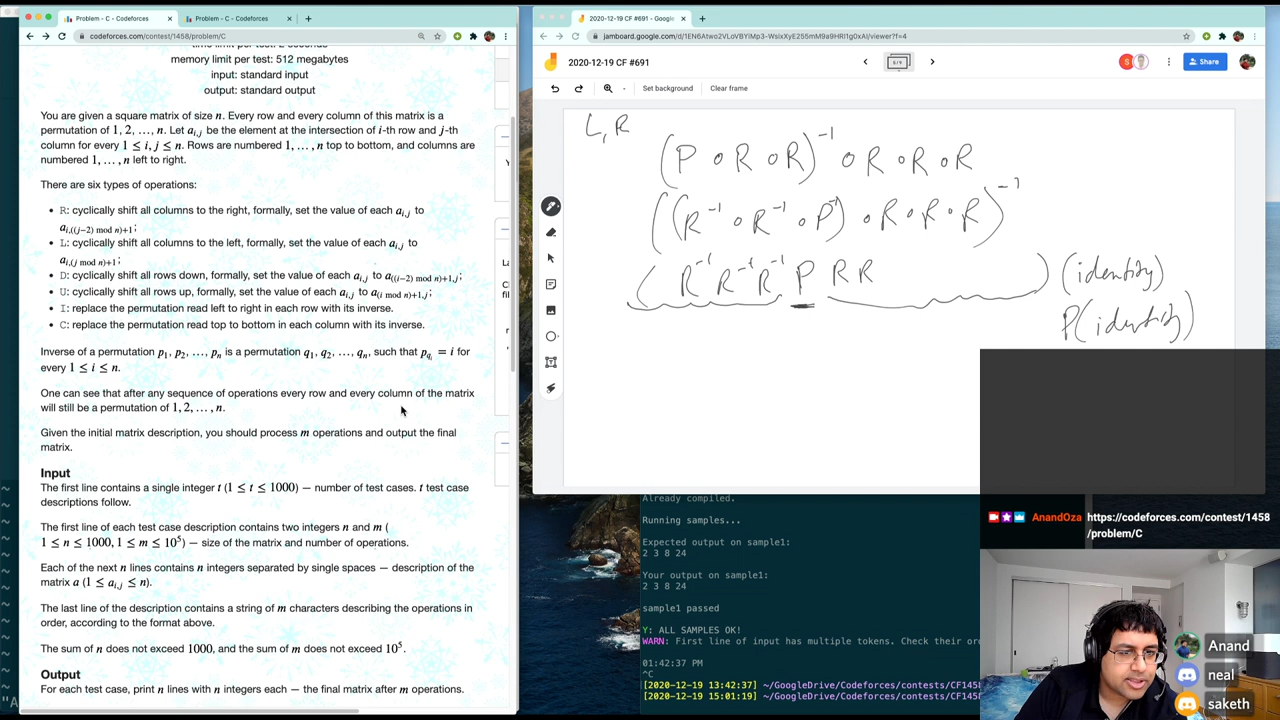 Problem - C - Codeforces
Problem - C - Codeforces
codeforces.com/contest/1458/problem/C
memory limit per test: 512 megabytes
input: standard input
output: standard output
You are given a square matrix of size n. Every row and every column of this matrix is a
permutation of 1, 2, …, n. Let a_{i,j} be the element at the intersection of i-th row and j-th
column for every 1 ≤ i, j ≤ n. Rows are numbered 1, …, n top to bottom, and columns are
numbered 1, …, n left to right.
There are six types of operations:
R: cyclically shift all columns to the right, formally, set the value of each a_{i,j} to
a_{i,((j−2) mod n)+1};
L: cyclically shift all columns to the left, formally, set the value of each a_{i,j} to
a_{i,(j mod n)+1};
D: cyclically shift all rows down, formally, set the value of each a_{i,j} to a_{((i−2) mod n)+1,j};
U: cyclically shift all rows up, formally, set the value of each a_{i,j} to a_{(i mod n)+1,j};
I: replace the permutation read left to right in each row with its inverse.
C: replace the permutation read top to bottom in each column with its inverse.
Inverse of a permutation p_1, p_2, …, p_n is a permutation q_1, q_2, …, q_n, such that p_{q_i} = i for
every 1 ≤ i ≤ n.
One can see that after any sequence of operations every row and every column of the matrix
will still be a permutation of 1, 2, …, n.
Given the initial matrix description, you should process m operations and output the final
matrix.
Input
The first line contains a single integer t (1 ≤ t ≤ 1000) — number of test cases. t test case
descriptions follow.
The first line of each test case description contains two integers n and m (
1 ≤ n ≤ 1000, 1 ≤ m ≤ 10^5) — size of the matrix and number of operations.
Each of the next n lines contains n integers separated by single spaces — description of the
matrix a (1 ≤ a_{i,j} ≤ n).
The last line of the description contains a string of m characters describing the operations in
order, according to the format above.
The sum of n does not exceed 1000, and the sum of m does not exceed 10^5.
Output
For each test case, print n lines with n integers each — the final matrix after m operations.
2020-12-19 CF #691 - Google
2020-12-19 CF #691
Share
Set background
Clear frame
L, R
(P ∘ R ∘ R)^{-1} ∘ R ∘ R ∘ R
((R^{-1} ∘ R^{-1} ∘ P^{-1}) ∘ R ∘ R ∘ R)^{-1}
(R^{-1} R^{-1} R^{-1} P R R ) (identity)
P(identity)
Already compiled.
Running samples...
Expected output on sample1:
2 3 8 24
Your output on sample1:
2 3 8 24
sample1 passed
Y: ALL SAMPLES OK!
WARN: First line of input has multiple tokens. Check their
01:42:37 PM
^C
[2020-12-19 13:42:37] ~/GoogleDrive/Codeforces/contests/CF145
[2020-12-19 15:01:19] ~/GoogleDrive/Codeforces/contests/CF145
AnandOza https://codeforces.com/contest/1458
/problem/C
Anand
neal
saketh